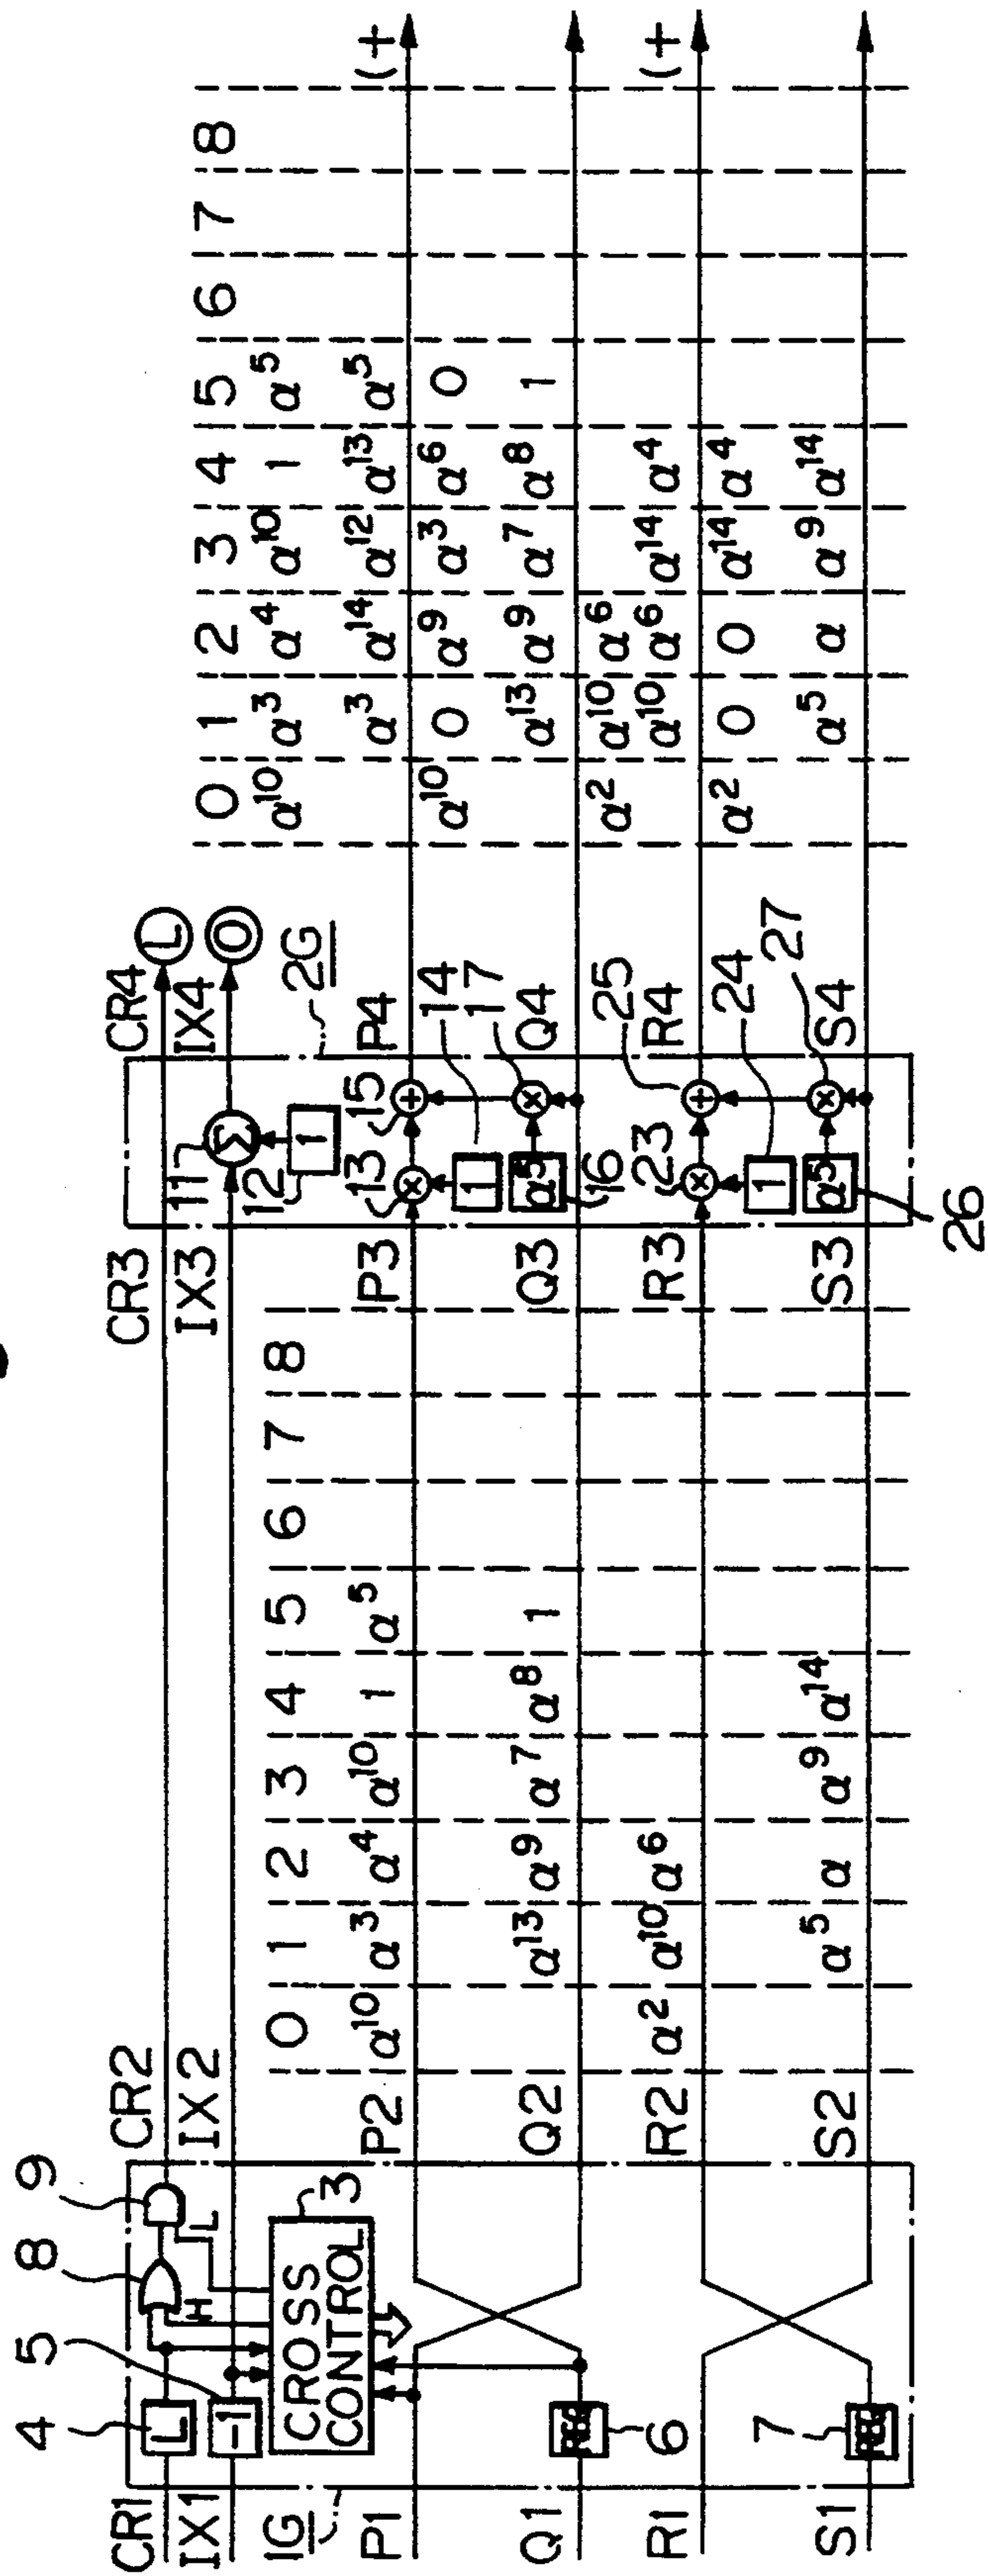 4 5 8 9
CR1 L CR2 CR3 CR4 L
H L
IX1 -1 IX2 IX3 11 Σ IX4 0
1G CROSS CONTROL 3
12 1 2G
0 1 2 3 4 5 6 7 8
0 1 2 3 4 5 6 7 8
α¹⁰ α³ α⁴ α¹⁰ 1 α⁵
P1 P2 α¹⁰ α³ α⁴ α¹⁰ 1 α⁵ P3 13 15 P4 α³ α¹⁴ α¹² α¹³ α⁵ (+
× +
1 14 α¹⁰ 0 α⁹ α³ α⁶ 0
Q1 REG 6 Q2 α¹³ α⁹ α⁷ α⁸ 1 Q3 α⁵ × 17 Q4 α¹³ α⁹ α⁷ α⁸ 1
16 25 α² α¹⁰ α⁶
R1 R2 α² α¹⁰ α⁶ R3 23 R4 α¹⁰ α⁶ α¹⁴ α⁴ (+
× +
1 24 α² 0 0 α¹⁴ α⁴
7 27
S1 REG S2 α⁵ α α⁹ α¹⁴ S3 α⁵ × S4 α⁵ α α⁹ α¹⁴
26